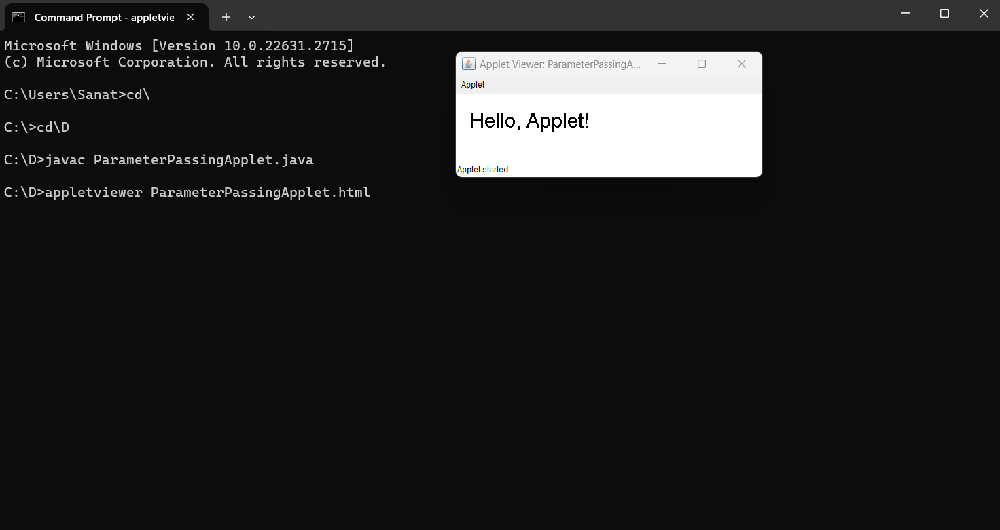 Command Prompt - appletvie
Microsoft Windows [Version 10.0.22631.2715]
(c) Microsoft Corporation. All rights reserved.
C:\Users\Sanat>cd\
C:\>cd\D
C:\D>javac ParameterPassingApplet.java
C:\D>appletviewer ParameterPassingApplet.html
Applet Viewer: ParameterPassingA...
Applet
Hello, Applet!
Applet started.